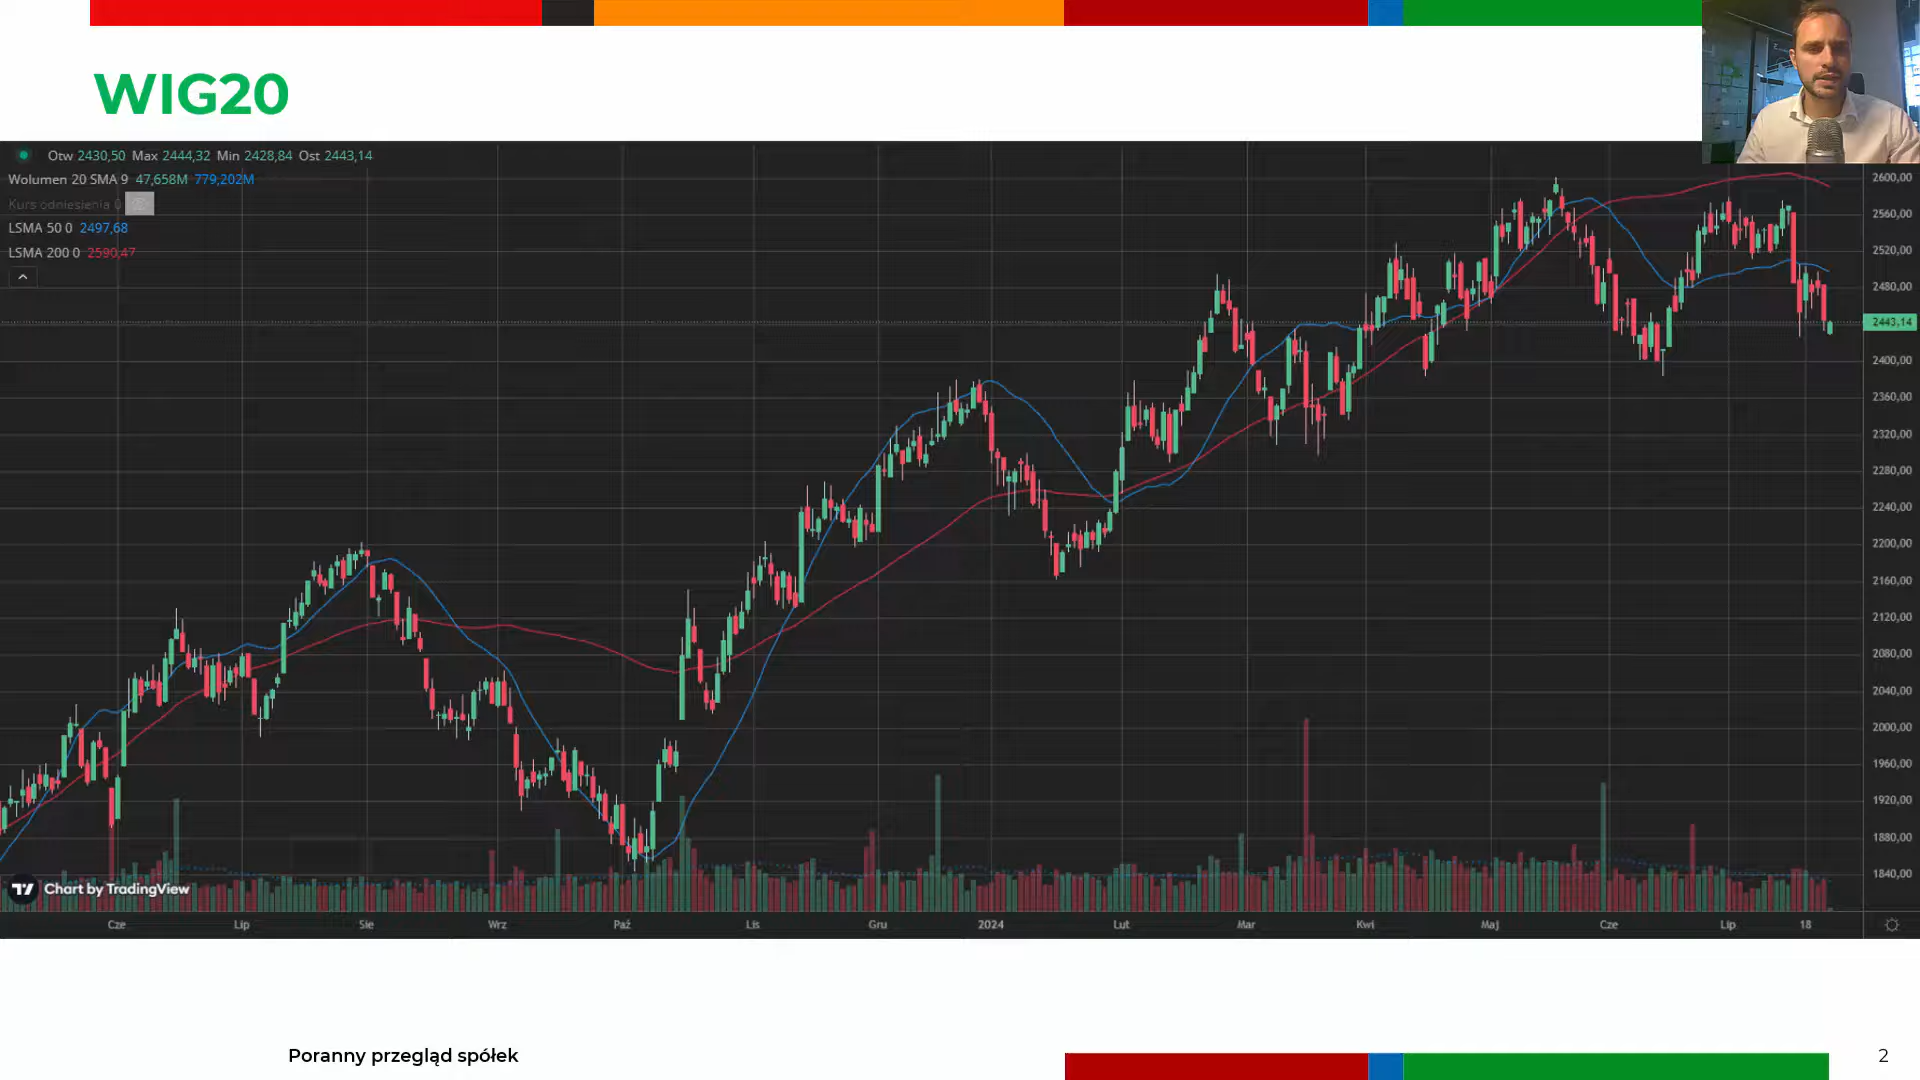 WIG20
Otw 2430,50 Max 2444,32 Min 2428,84 Ost 2443,14
Wolumen 20 SMA 9 47,658M 779,202M
Kurs odniesienia 0
LSMA 50 0 2497,68
LSMA 200 0 2590,47
2600,00
2560,00
2520,00
2480,00
2443,14
2400,00
2360,00
2320,00
2280,00
2240,00
2200,00
2160,00
2120,00
2080,00
2040,00
2000,00
1960,00
1920,00
1880,00
1840,00
Chart by TradingView
Cze Lip Sie Wrz Paź Lis Gru 2024 Lut Mar Kwi Maj Cze Lip 18
Poranny przegląd spółek
2